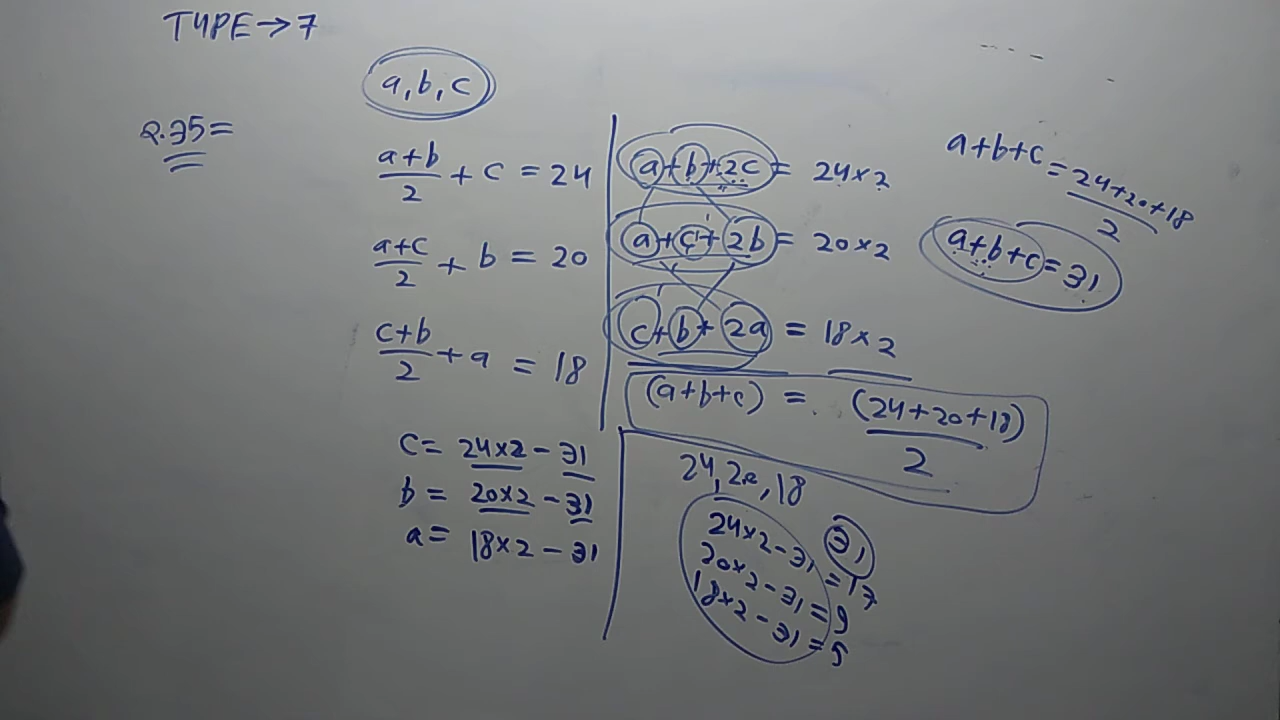 TYPE→7
a, b, c
Q.35=
a+b/2 + c = 24
a+c/2 + b = 20
c+b/2 + a = 18
a+b+2c = 24×2
a+c+2b = 20×2
c+b+2a = 18×2
(a+b+c) = (24+20+18)/2
a+b+c = 24+20+18/2
a+b+c = 31
c = 24×2 - 31
b = 20×2 - 31
a = 18×2 - 31
24, 20, 18
31
24×2-31 = 17
20×2-31 = 9
18×2-31 = 5